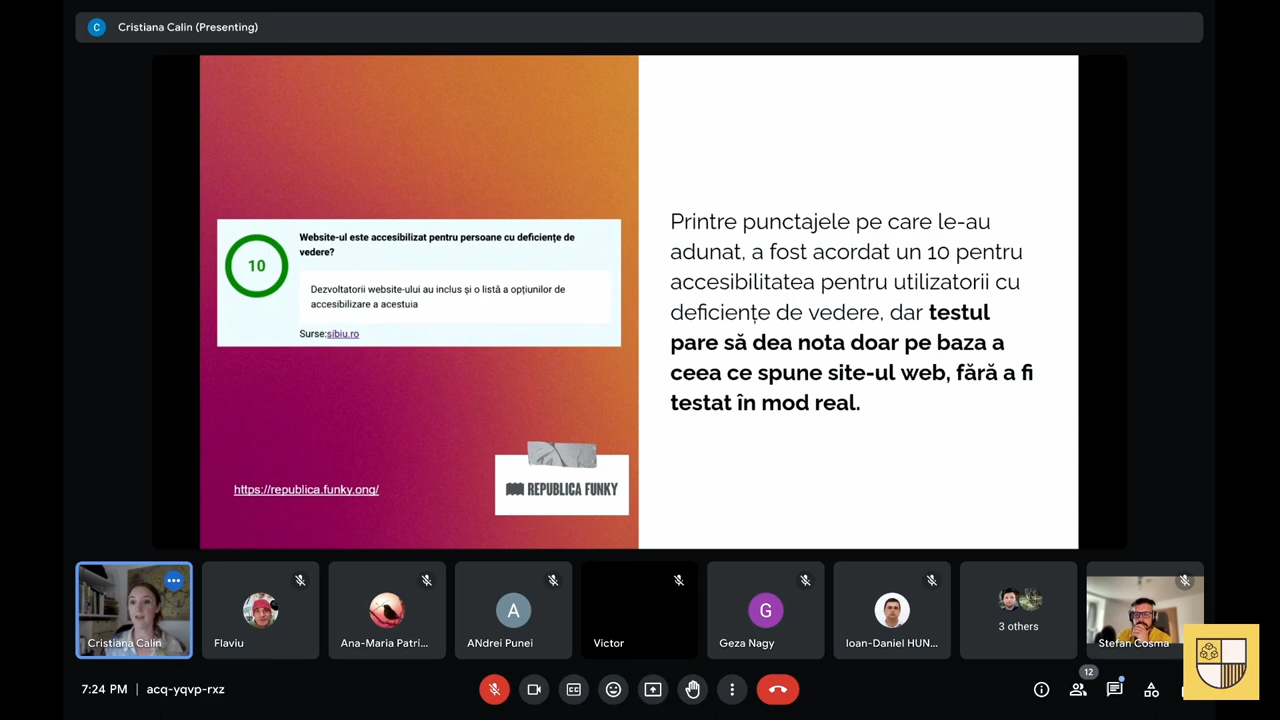 C Cristiana Calin (Presenting)
Website-ul este accesibilizat pentru persoane cu deficiențe de
vedere?
10
Dezvoltatorii website-ului au inclus și o listă a opțiunilor de
accesibilizare a acestuia
Surse:sibiu.ro
https://republica.funky.ong/
REPUBLICA FUNKY
Printre punctajele pe care le-au
adunat, a fost acordat un 10 pentru
accesibilitatea pentru utilizatorii cu
deficiențe de vedere, dar testul
pare să dea nota doar pe baza a
ceea ce spune site-ul web, fără a fi
testat în mod real.
Cristiana Calin
Flaviu
Ana-Maria Patri...
A
ANdrei Punei
Victor
G
Geza Nagy
Ioan-Daniel HUN...
3 others
Stefan Cosma
7:24 PM | acq-yqvp-rxz
CC
12